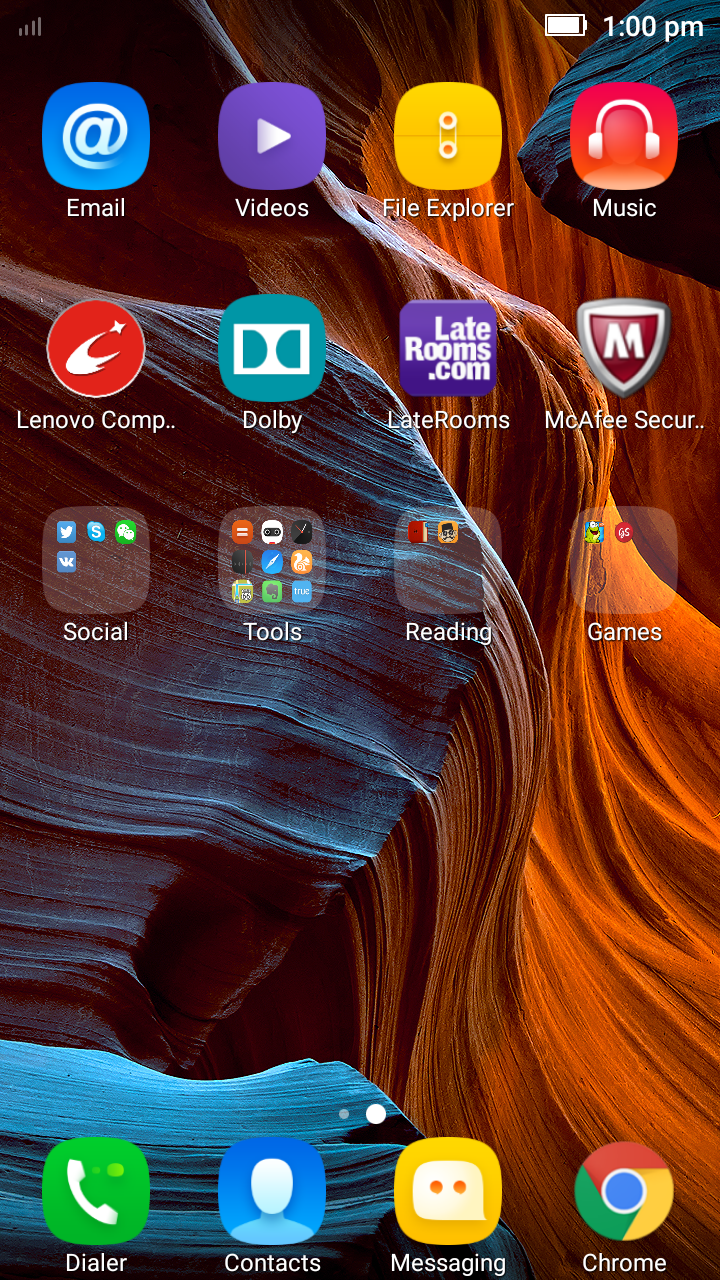 1:00 pm
Email
Videos
File Explorer
Music
Late
Rooms
.com
Lenovo Comp..
Dolby
LateRooms
McAfee Secur..
true
Social
Tools
Reading
Games
Dialer
Contacts
Messaging
Chrome